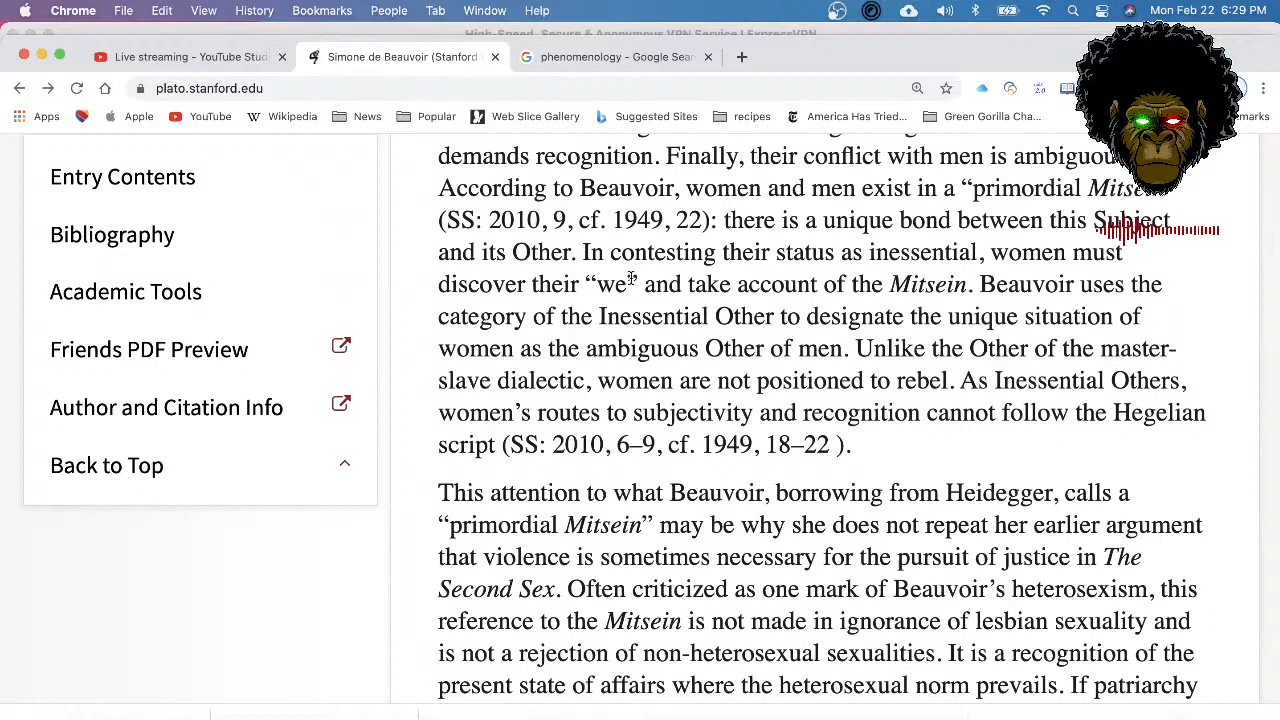 Chrome File Edit View History Bookmarks People Tab Window Help Mon Feb 22 6:29 PM
High-Speed, Secure & Anonymous VPN Service | ExpressVPN
Live streaming - YouTube Stud
Simone de Beauvoir (Stanford
phenomenology - Google Sear
plato.stanford.edu
Apps Apple YouTube Wikipedia News Popular Web Slice Gallery Suggested Sites recipes America Has Tried... Green Gorilla Cha...
Entry Contents
Bibliography
Academic Tools
Friends PDF Preview
Author and Citation Info
Back to Top
demands recognition. Finally, their conflict with men is
According to Beauvoir, women and men exist in a “primordial
(SS: 2010, 9, cf. 1949, 22): there is a unique bond between this Subject
and its Other. In contesting their status as inessential, women must
discover their “we” and take account of the Mitsein. Beauvoir uses the
category of the Inessential Other to designate the unique situation of
women as the ambiguous Other of men. Unlike the Other of the master-
slave dialectic, women are not positioned to rebel. As Inessential Others,
women’s routes to subjectivity and recognition cannot follow the Hegelian
script (SS: 2010, 6–9, cf. 1949, 18–22 ).
This attention to what Beauvoir, borrowing from Heidegger, calls a
“primordial Mitsein” may be why she does not repeat her earlier argument
that violence is sometimes necessary for the pursuit of justice in The
Second Sex. Often criticized as one mark of Beauvoir’s heterosexism, this
reference to the Mitsein is not made in ignorance of lesbian sexuality and
is not a rejection of non-heterosexual sexualities. It is a recognition of the
present state of affairs where the heterosexual norm prevails. If patriarchy